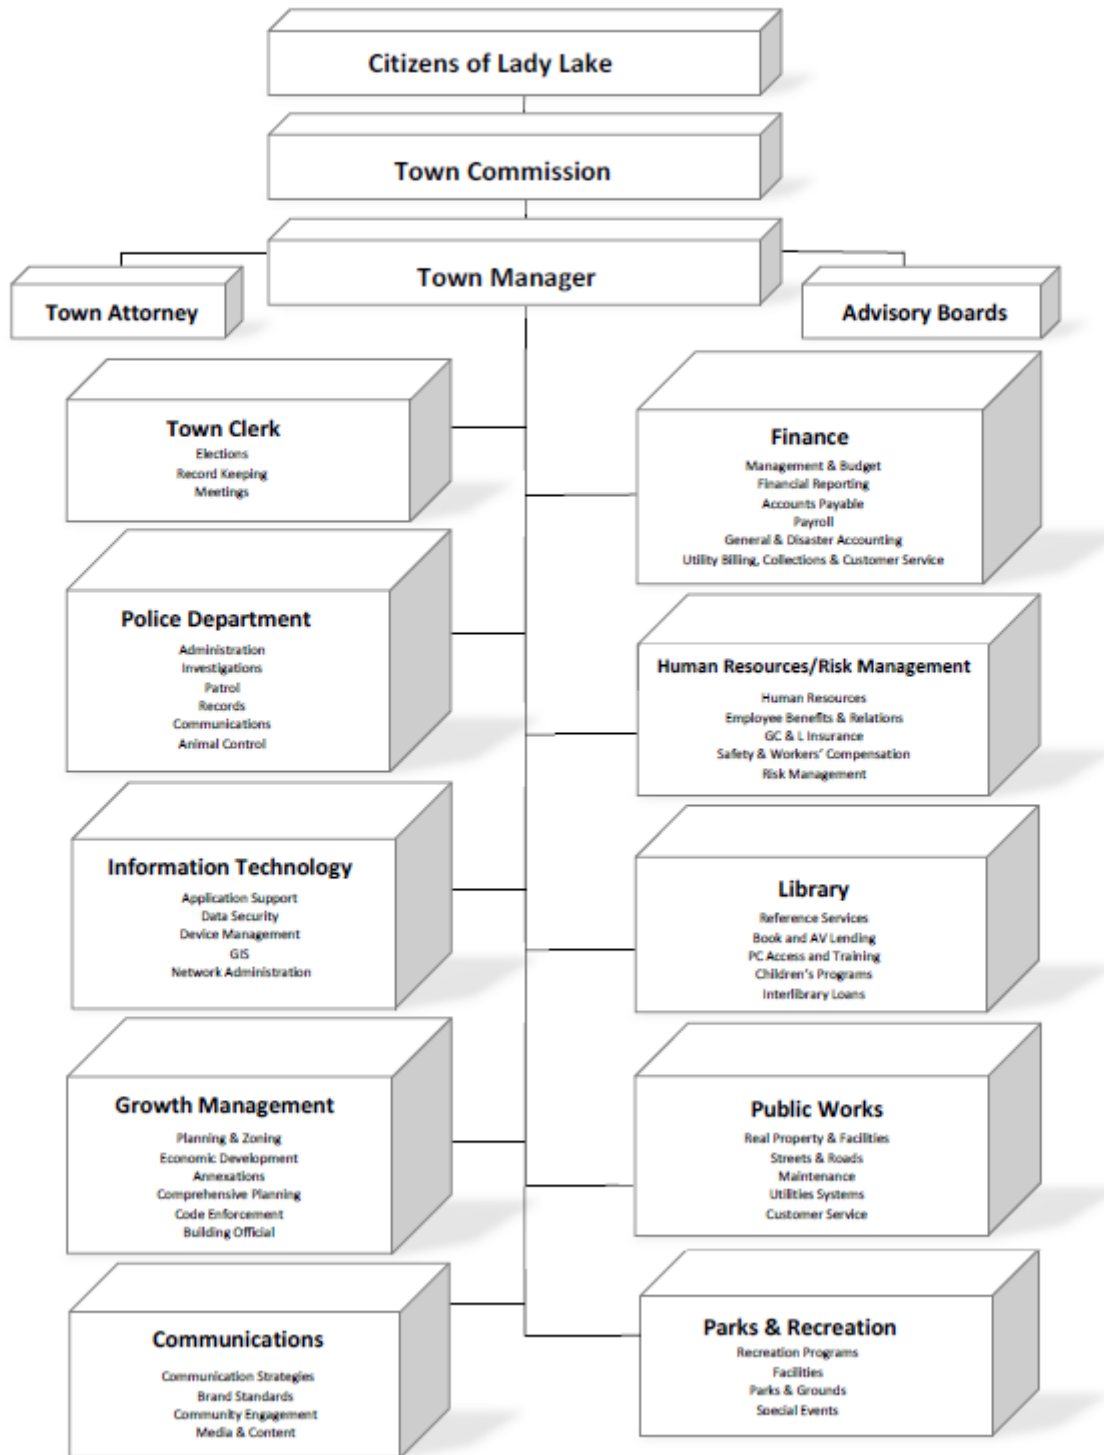 Citizens of Lady Lake
Town Commission
Town Manager
Town Attorney
Advisory Boards
Town Clerk
Elections
Record Keeping
Meetings
Finance
Management & Budget
Financial Reporting
Accounts Payable
Payroll
General & Disaster Accounting
Utility Billing, Collections & Customer Service
Police Department
Administration
Investigations
Patrol
Records
Communications
Animal Control
Human Resources/Risk Management
Human Resources
Employee Benefits & Relations
GC & L Insurance
Safety & Workers' Compensation
Risk Management
Information Technology
Application Support
Data Security
Device Management
GIS
Network Administration
Library
Reference Services
Book and AV Lending
PC Access and Training
Children's Programs
Interlibrary Loans
Growth Management
Planning & Zoning
Economic Development
Annexations
Comprehensive Planning
Code Enforcement
Building Official
Public Works
Real Property & Facilities
Streets & Roads
Maintenance
Utilities Systems
Customer Service
Communications
Communication Strategies
Brand Standards
Community Engagement
Media & Content
Parks & Recreation
Recreation Programs
Facilities
Parks & Grounds
Special Events